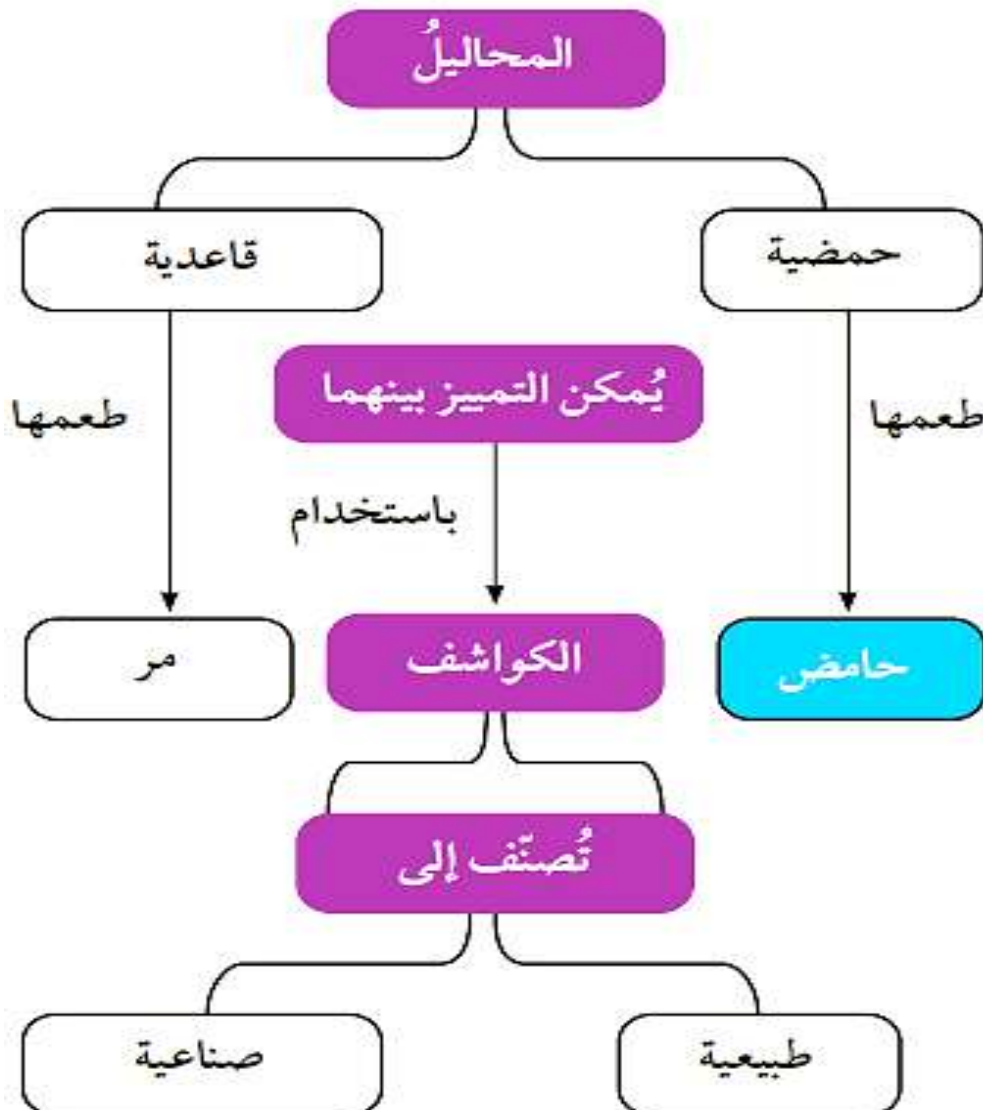 المحاليلُ
حمضية
قاعدية
يُمكن التمييز بينهما
طعمها
طعمها
باستخدام
حامض
الكواشف
مر
تُصنّف إلى
طبيعية
صناعية